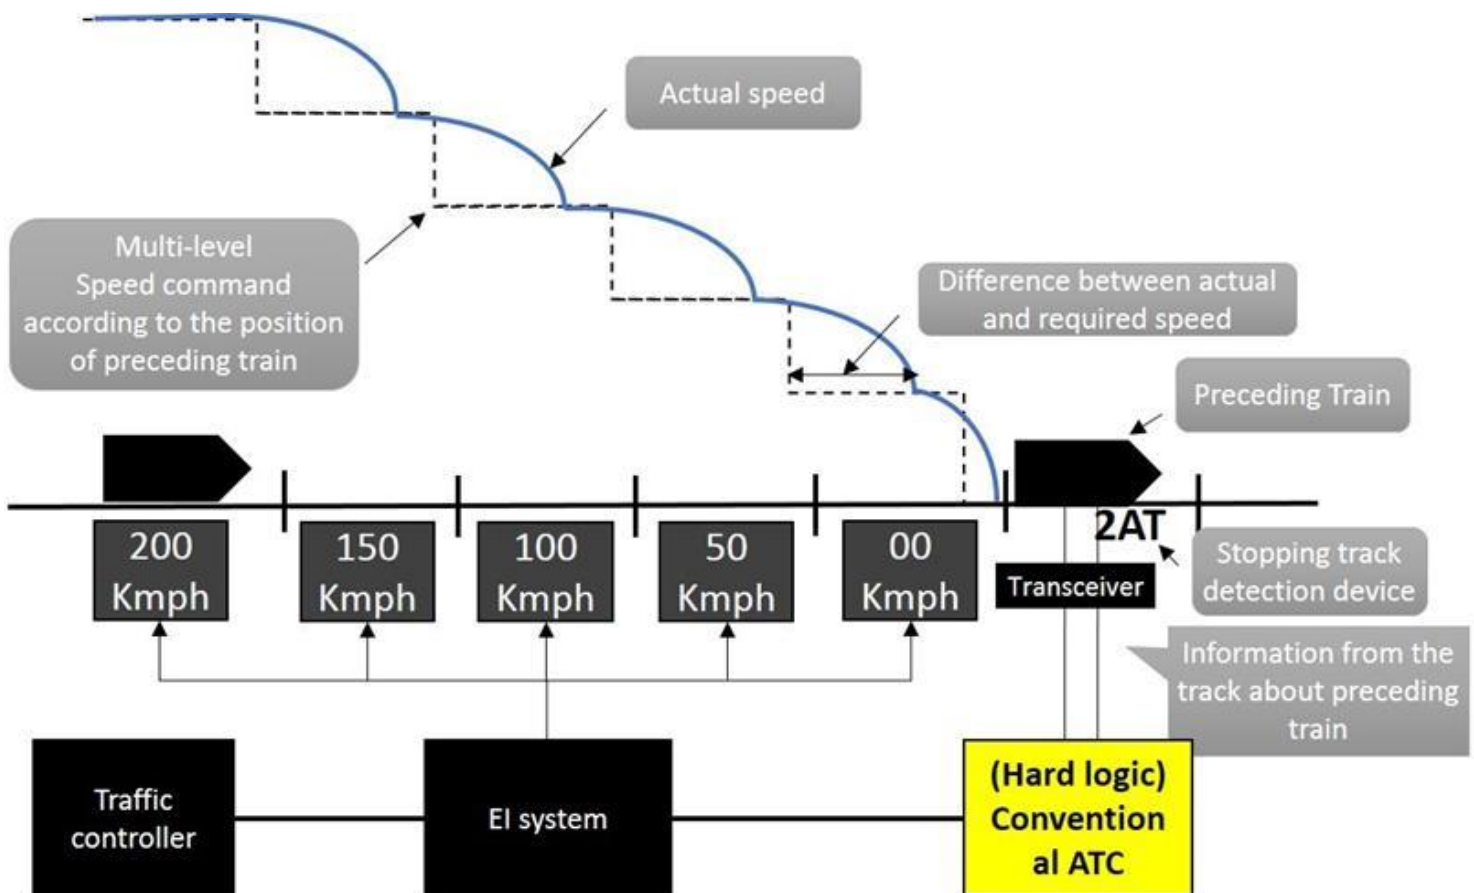 Actual speed
Multi-level
Speed command
according to the position
of preceding train
Difference between actual
and required speed
Preceding Train
200
Kmph
150
Kmph
100
Kmph
50
Kmph
00
Kmph
2AT
Transceiver
Stopping track
detection device
Information from the
track about preceding
train
Traffic
controller
EI system
(Hard logic)
Convention
al ATC